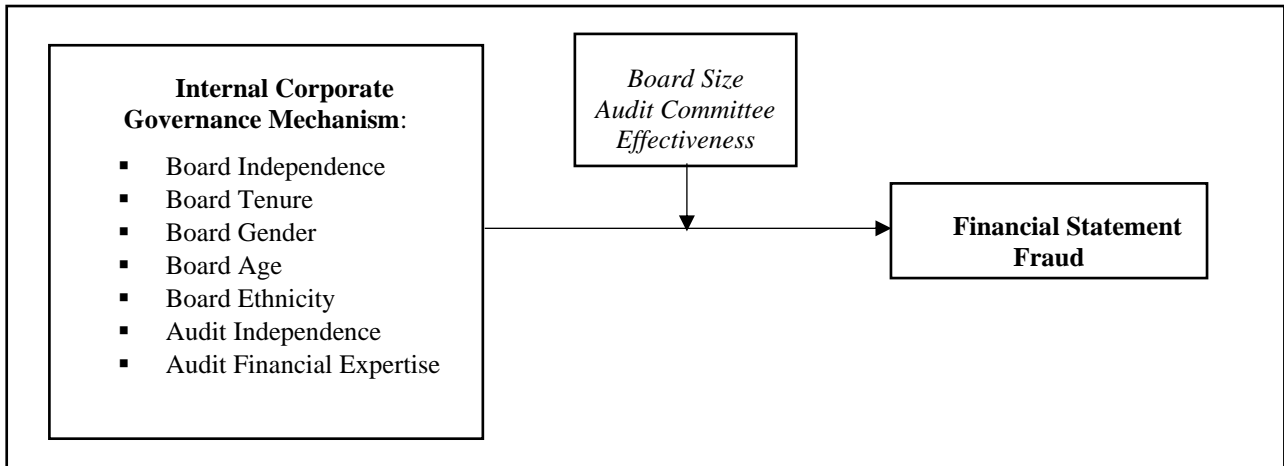 Internal Corporate
Governance Mechanism:
▪ Board Independence
▪ Board Tenure
▪ Board Gender
▪ Board Age
▪ Board Ethnicity
▪ Audit Independence
▪ Audit Financial Expertise
Board Size
Audit Committee
Effectiveness
Financial Statement
Fraud